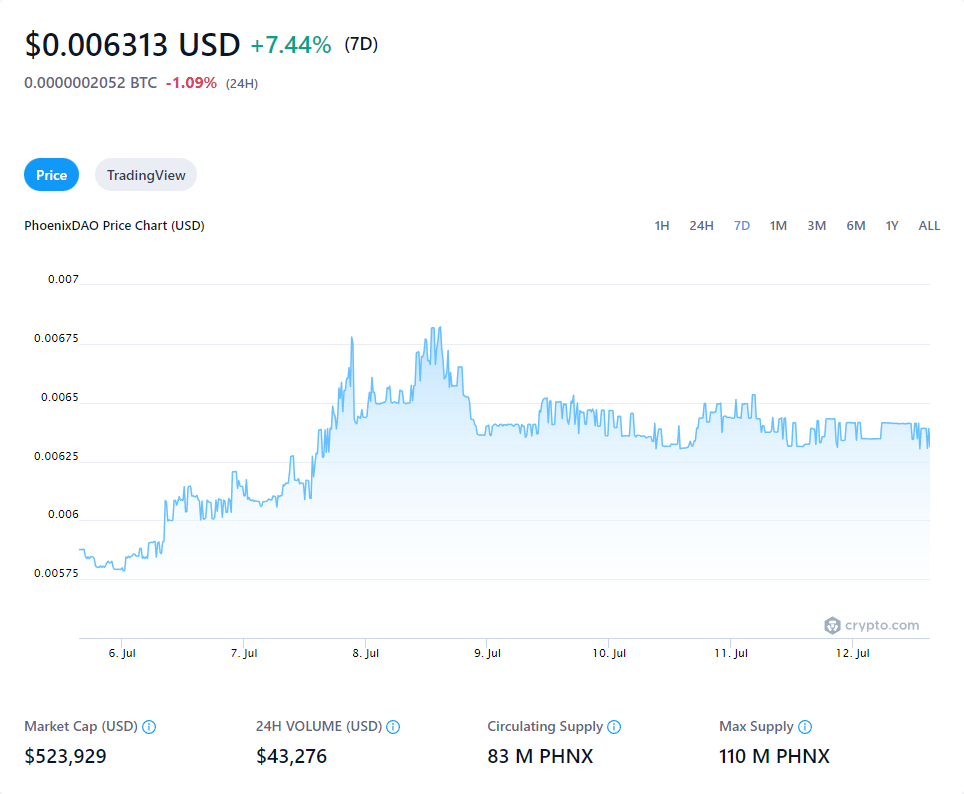 $0.006313 USD +7.44% (7D)
0.0000002052 BTC -1.09% (24H)
Price TradingView
PhoenixDAO Price Chart (USD) 1H 24H 7D 1M 3M 6M 1Y ALL
0.007
0.00675
0.0065
0.00625
0.006
0.00575
crypto.com
6. Jul 7. Jul 8. Jul 9. Jul 10. Jul 11. Jul 12. Jul
Market Cap (USD) 24H VOLUME (USD) Circulating Supply Max Supply
$523,929 $43,276 83 M PHNX 110 M PHNX